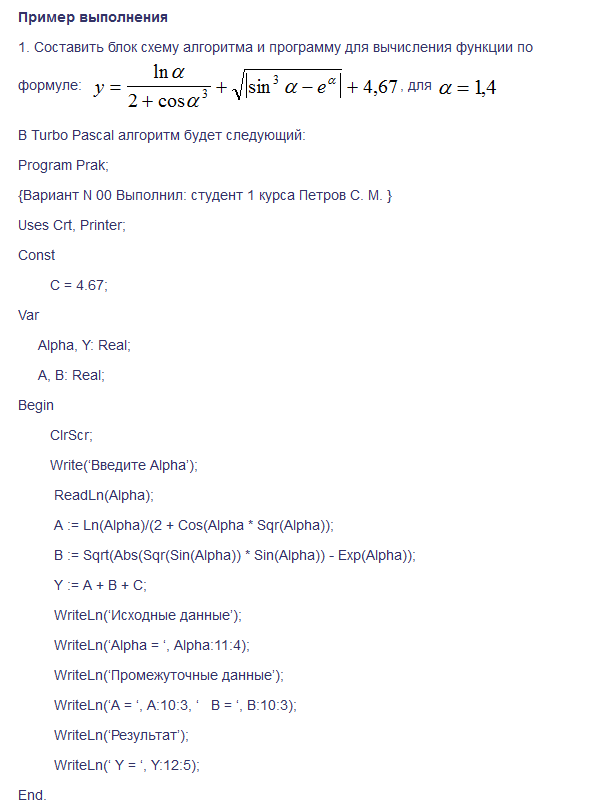 Пример выполнения
1. Составить блок схему алгоритма и программу для вычисления функции по
формуле: y = lnα / (2 + cosα³) + √|sin³ α − e^α| + 4,67, для α = 1,4
В Turbo Pascal алгоритм будет следующий:
Program Prak;
{Вариант N 00 Выполнил: студент 1 курса Петров С. М. }
Uses Crt, Printer;
Const
C = 4.67;
Var
Alpha, Y: Real;
A, B: Real;
Begin
ClrScr;
Write(‘Введите Alpha’);
ReadLn(Alpha);
A := Ln(Alpha)/(2 + Cos(Alpha * Sqr(Alpha));
B := Sqrt(Abs(Sqr(Sin(Alpha)) * Sin(Alpha)) - Exp(Alpha));
Y := A + B + C;
WriteLn(‘Исходные данные’);
WriteLn(‘Alpha = ‘, Alpha:11:4);
WriteLn(‘Промежуточные данные’);
WriteLn(‘A = ‘, A:10:3, ‘   B = ‘, B:10:3);
WriteLn(‘Результат’);
WriteLn(‘ Y = ‘, Y:12:5);
End.